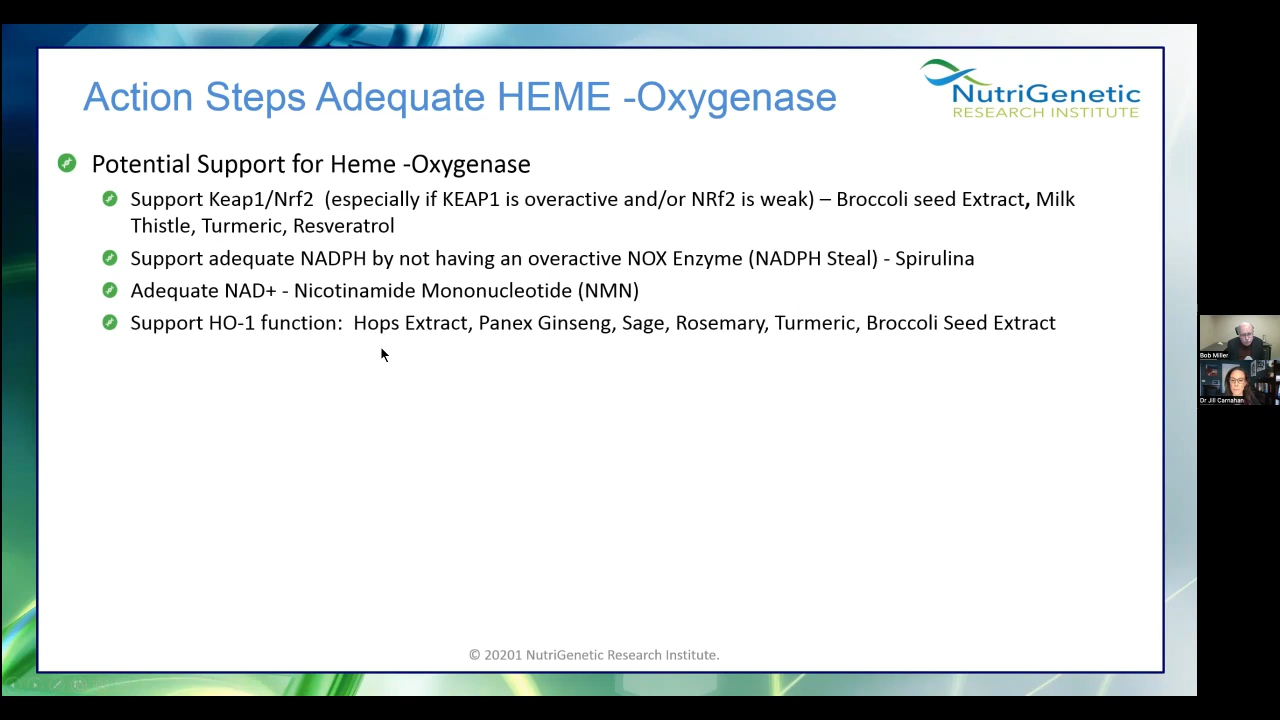 Action Steps Adequate HEME -Oxygenase
NutriGenetic
RESEARCH INSTITUTE
Potential Support for Heme -Oxygenase
Support Keap1/Nrf2 (especially if KEAP1 is overactive and/or NRf2 is weak) – Broccoli seed Extract, Milk
Thistle, Turmeric, Resveratrol
Support adequate NADPH by not having an overactive NOX Enzyme (NADPH Steal) - Spirulina
Adequate NAD+ - Nicotinamide Mononucleotide (NMN)
Support HO-1 function: Hops Extract, Panex Ginseng, Sage, Rosemary, Turmeric, Broccoli Seed Extract
Bob Miller
Dr Jill Carnahan
© 20201 NutriGenetic Research Institute.